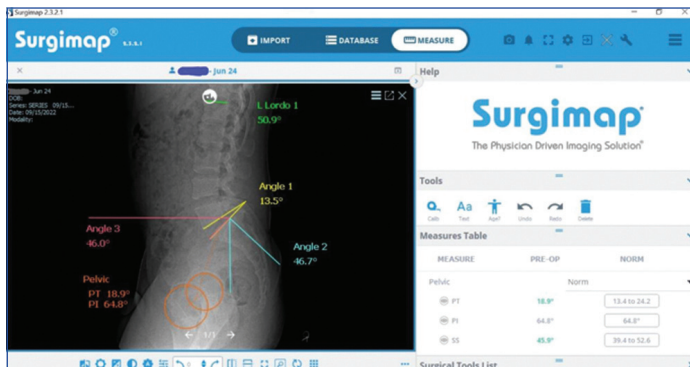 Surgimap 2.3.2.1
Surgimap®
IMPORT
DATABASE
MEASURE
- Jun 24
- Jun 24
DOB:
Series: SERIES 09/15...
Date: 09/15/2022
Modality:
L Lordo 1
50.9°
Angle 1
13.5°
Angle 3
46.0°
Angle 2
46.7°
Pelvic
PT 18.9°
PI 64.8°
1/1
Help
Surgimap®
The Physician Driven Imaging Solution®
Tools
Calib
Text
Undo
Redo
Delete
Measures Table
MEASURE PRE-OP NORM
Pelvic Norm
PT 18.9° 13.4 to 24.2
PI 64.8° 64.8°
SS 45.9° 39.4 to 52.6
Surgical Tools List